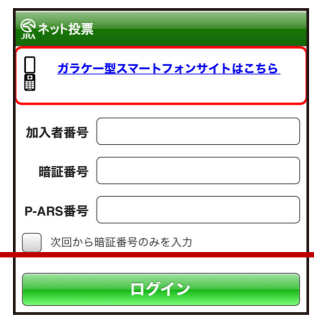 JRA ネット投票
ガラケー型スマートフォンサイトはこちら
加入者番号
暗証番号
P-ARS番号
次回から暗証番号のみを入力
ログイン